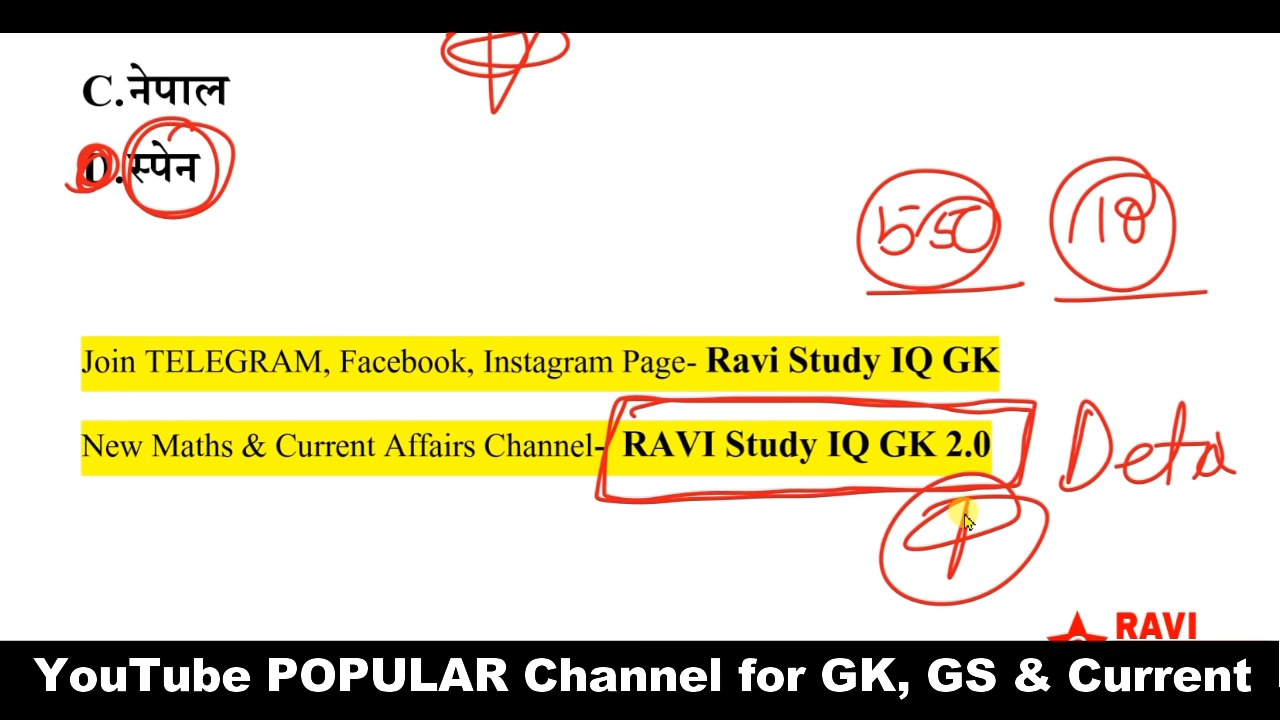 C.नेपाल
D.स्पेन
550 18
Join TELEGRAM, Facebook, Instagram Page- Ravi Study IQ GK
New Maths & Current Affairs Channel- RAVI Study IQ GK 2.0
Deta
RAVI
YouTube POPULAR Channel for GK, GS & Current